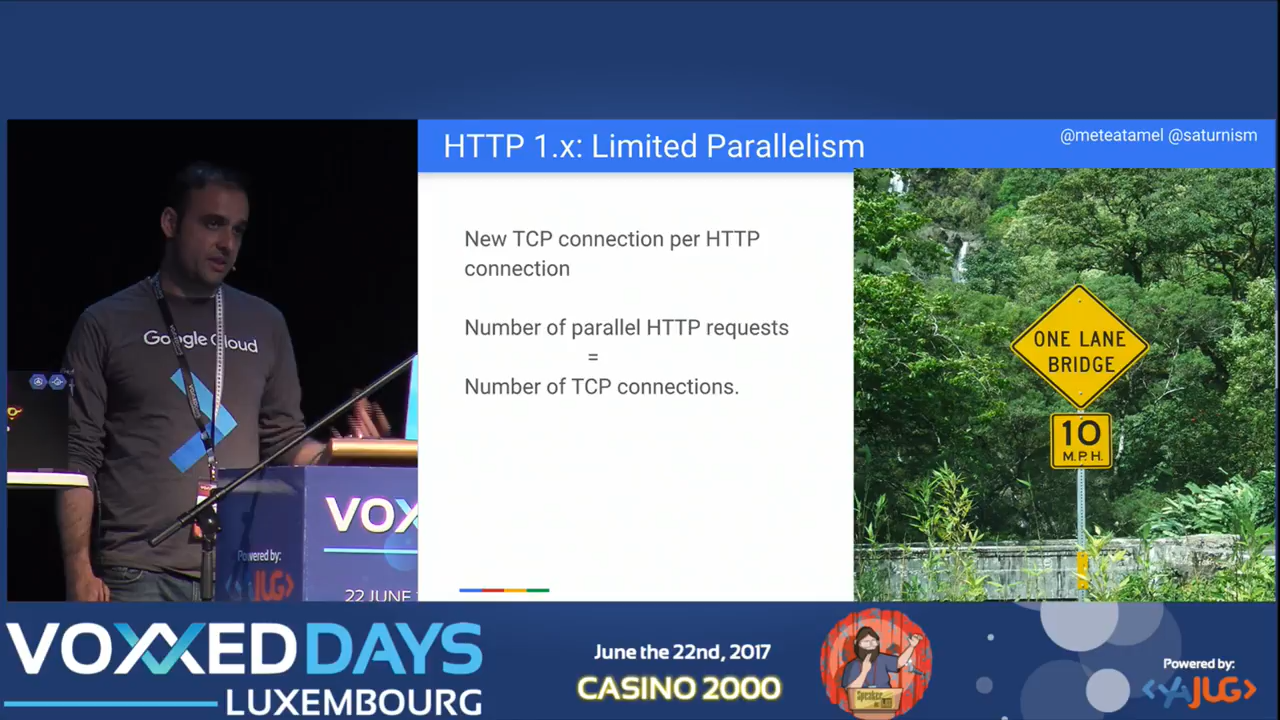 HTTP 1.x: Limited Parallelism
@meteatamel @saturnism
New TCP connection per HTTP
connection
Number of parallel HTTP requests
=
Number of TCP connections.
ONE LANE
BRIDGE
10
M.P.H.
Google Cloud
VOX
Powered by:
JUG>
22 JUNE
VOXXED DAYS
LUXEMBOURG
June the 22nd, 2017
CASINO 2000
Speaker
Powered by:
<YAJUG>